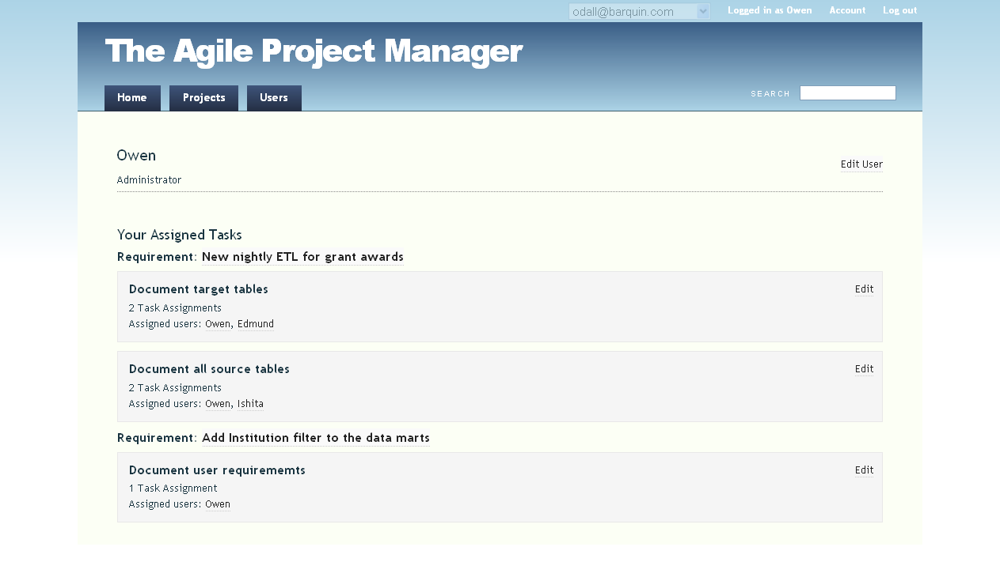 odall@barquin.com Logged in as Owen Account Log out
The Agile Project Manager
Home Projects Users SEARCH
Owen
Edit User
Administrator
Your Assigned Tasks
Requirement: New nightly ETL for grant awards
Document target tables Edit
2 Task Assignments
Assigned users: Owen, Edmund
Document all source tables Edit
2 Task Assignments
Assigned users: Owen, Ishita
Requirement: Add Institution filter to the data marts
Document user requirememts Edit
1 Task Assignment
Assigned users: Owen